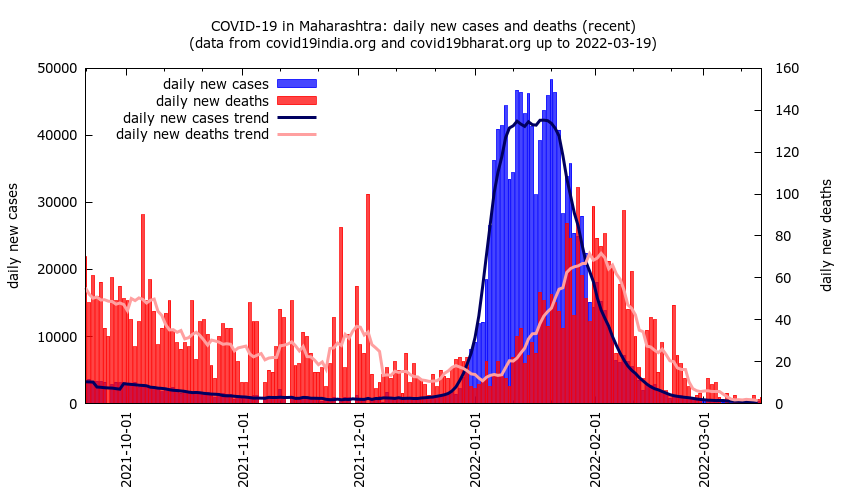 COVID-19 in Maharashtra: daily new cases and deaths (recent)
(data from covid19india.org and covid19bharat.org up to 2022-03-19)
daily new cases
daily new deaths
daily new cases trend
daily new deaths trend
50000
40000
30000
20000
10000
0
daily new cases
160
140
120
100
80
60
40
20
0
daily new deaths
2021-10-01
2021-11-01
2021-12-01
2022-01-01
2022-02-01
2022-03-01